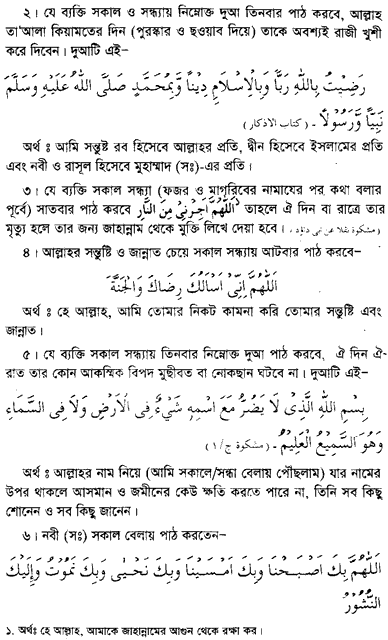 ২। যে ব্যক্তি সকাল ও সন্ধ্যায় নিম্নোক্ত দুআ তিনবার পাঠ করবে, আল্লাহ
তা'আলা কিয়ামতের দিন (পুরস্কার ও ছওয়াব দিয়ে) তাকে অবশ্যই রাজী খুশী
করে দিবেন। দুআটি এই–
رَضِيْتُ بِاللّٰهِ رَبًّا وَّبِالْاِسْلَامِ دِيْنًا وَّبِمُحَمَّدٍ صَلَّى اللّٰهُ عَلَيْهِ وَسَلَّمَ
نَبِيًّا وَّرَسُوْلًا۔ (كتاب الاذكار)
অর্থ ঃ আমি সন্তুষ্ট রব হিসেবে আল্লাহর প্রতি, দ্বীন হিসেবে ইসলামের প্রতি
এবং নবী ও রাসূল হিসেবে মুহাম্মাদ (সঃ)-এর প্রতি।
৩। যে ব্যক্তি সকাল সন্ধ্যা (ফজর ও মাগরিবের নামাযের পর কথা বলার
পূর্বে) সাতবার পাঠ করবে اَللّٰهُمَّ اَجِرْنِيْ مِنَ النَّارِ তাহলে ঐ দিন বা রাত্রে তার
মৃত্যু হলে তার জন্য জাহান্নাম থেকে মুক্তি লিখে দেয়া হবে। (مشكوة نقلا عن ابى داؤد)
৪। আল্লাহর সন্তুষ্টি ও জান্নাত চেয়ে সকাল সন্ধ্যায় আটবার পাঠ করবে–
اَللّٰهُمَّ اِنِّىْ اَسْاَلُكَ رِضَاكَ وَالْجَنَّةَ
অর্থ ঃ হে আল্লাহ, আমি তোমার নিকট কামনা করি তোমার সন্তুষ্টি এবং
জান্নাত।
৫। যে ব্যক্তি সকাল সন্ধ্যায় তিনবার নিম্নোক্ত দুআ পাঠ করবে, ঐ দিন ঐ-
রাত তার কোন আকস্মিক বিপদ মুছীবত বা নোকছান ঘটবে না। দুআটি এই–
بِسْمِ اللّٰهِ الَّذِىْ لَا يَضُرُّ مَعَ اسْمِهٖ شَيْءٌ فِى الْاَرْضِ وَلَا فِى السَّمَاءِ
وَهُوَ السَّمِيْعُ الْعَلِيْمُ۔ (مشكوة ج/١)
অর্থ ঃ আল্লাহর নাম নিয়ে (আমি সকালে/সন্ধা বেলায় পৌঁছলাম) যার নামের
উপর থাকলে আসমান ও জমীনের কেউ ক্ষতি করতে পারে না, তিনি সব কিছু
শোনেন ও সব কিছু জানেন।
৬। নবী (সঃ) সকাল বেলায় পাঠ করতেন–
اَللّٰهُمَّ بِكَ اَصْبَحْنَا وَبِكَ اَمْسَيْنَا وَبِكَ نَحْيٰى وَبِكَ نَمُوْتُ وَاِلَيْكَ
النُّشُوْرُ
১. অর্থঃ হে আল্লাহ, আমাকে জাহান্নামের আগুন থেকে রক্ষা কর।